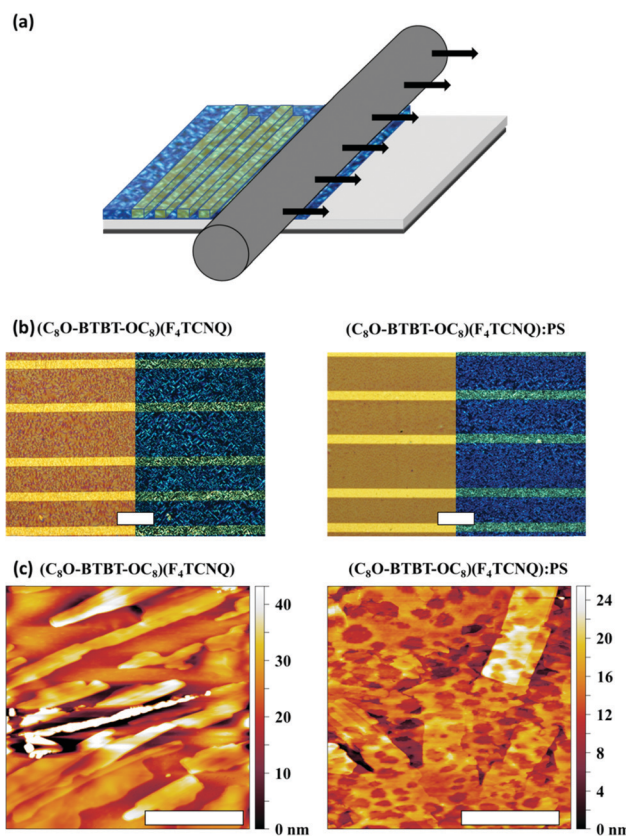 (a)
(b) (C₈O-BTBT-OC₈)(F₄TCNQ) (C₈O-BTBT-OC₈)(F₄TCNQ):PS
(c) (C₈O-BTBT-OC₈)(F₄TCNQ) (C₈O-BTBT-OC₈)(F₄TCNQ):PS
40
30
20
10
0 nm
24
20
16
12
8
4
0 nm